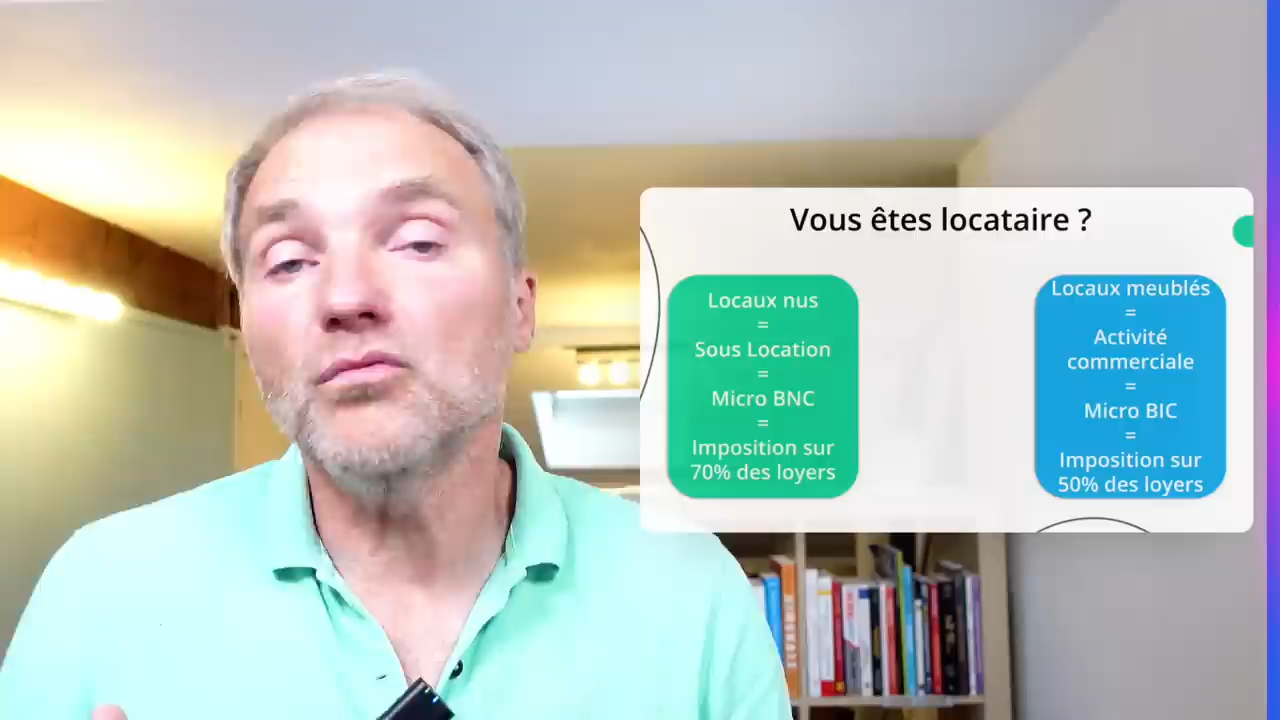 Vous êtes locataire ?
Locaux nus
=
Sous Location
=
Micro BNC
=
Imposition sur
70% des loyers
Locaux meublés
=
Activité
commerciale
=
Micro BIC
=
Imposition sur
50% des loyers